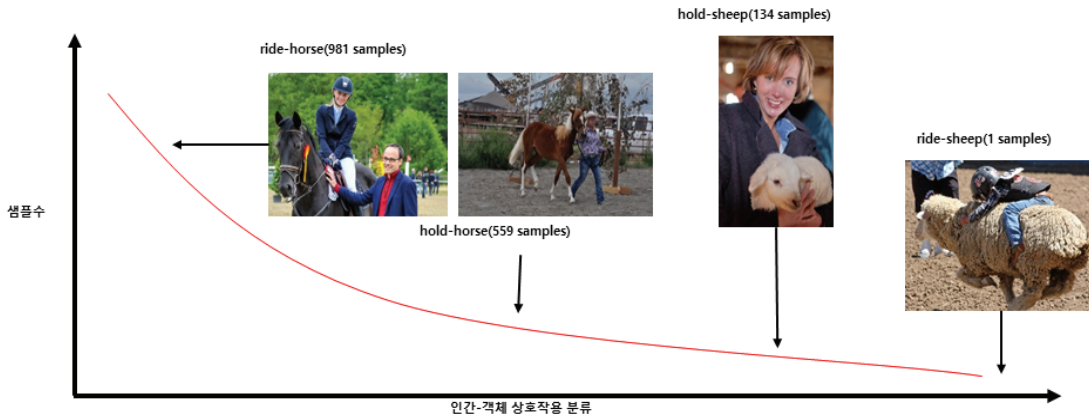 hold-sheep(134 samples)
ride-horse(981 samples)
ride-sheep(1 samples)
샘플수
hold-horse(559 samples)
인간-객체 상호작용 분류